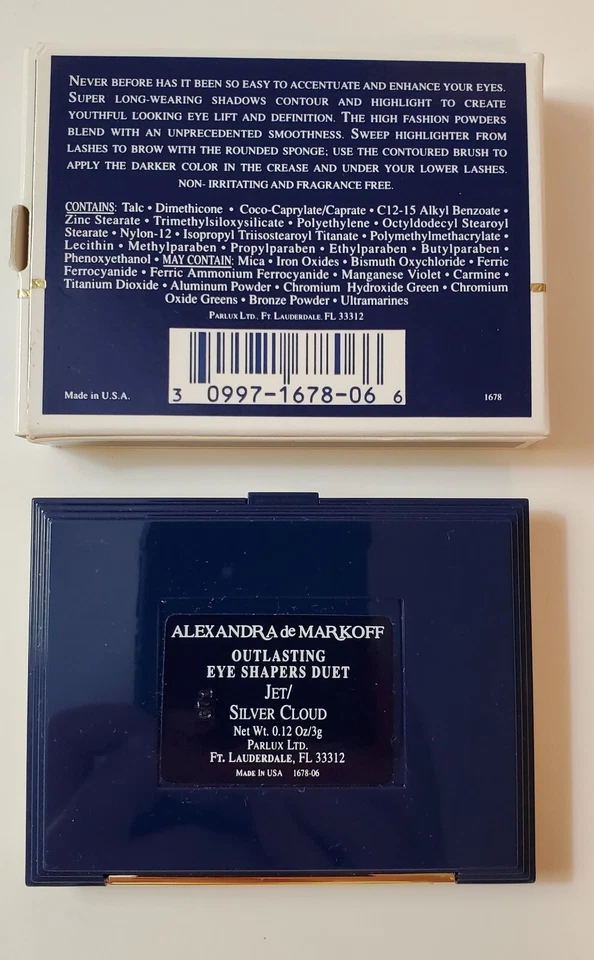 NEVER BEFORE HAS IT BEEN SO EASY TO ACCENTUATE AND ENHANCE YOUR EYES.
SUPER LONG-WEARING SHADOWS CONTOUR AND HIGHLIGHT TO CREATE
YOUTHFUL LOOKING EYE LIFT AND DEFINITION. THE HIGH FASHION POWDERS
BLEND WITH AN UNPRECEDENTED SMOOTHNESS. SWEEP HIGHLIGHTER FROM
LASHES TO BROW WITH THE ROUNDED SPONGE; USE THE CONTOURED BRUSH TO
APPLY THE DARKER COLOR IN THE CREASE AND UNDER YOUR LOWER LASHES.
NON- IRRITATING AND FRAGRANCE FREE.
CONTAINS: Talc • Dimethicone • Coco-Caprylate/Caprate • C12-15 Alkyl Benzoate •
Zinc Stearate • Trimethylsiloxysilicate • Polyethylene • Octyldodecyl Stearoyl
Stearate • Nylon-12 • Isopropyl Triisostearoyl Titanate • Polymethylmethacrylate •
Lecithin • Methylparaben • Propylparaben • Ethylparaben • Butylparaben •
Phenoxyethanol • MAY CONTAIN: Mica • Iron Oxides • Bismuth Oxychloride • Ferric
Ferrocyanide • Ferric Ammonium Ferrocyanide • Manganese Violet • Carmine •
Titanium Dioxide • Aluminum Powder • Chromium Hydroxide Green • Chromium
Oxide Greens • Bronze Powder • Ultramarines
PARLUX LTD. FT. LAUDERDALE. FL 33312
Made in U.S.A.
3 0997-1678-06 6
1678
ALEXANDRA de MARKOFF
OUTLASTING
EYE SHAPERS DUET
JET/
SILVER CLOUD
NET WT. 0.12 OZ/3g
PARLUX LTD.
FT. LAUDERDALE, FL 33312
MADE IN USA 1678-06